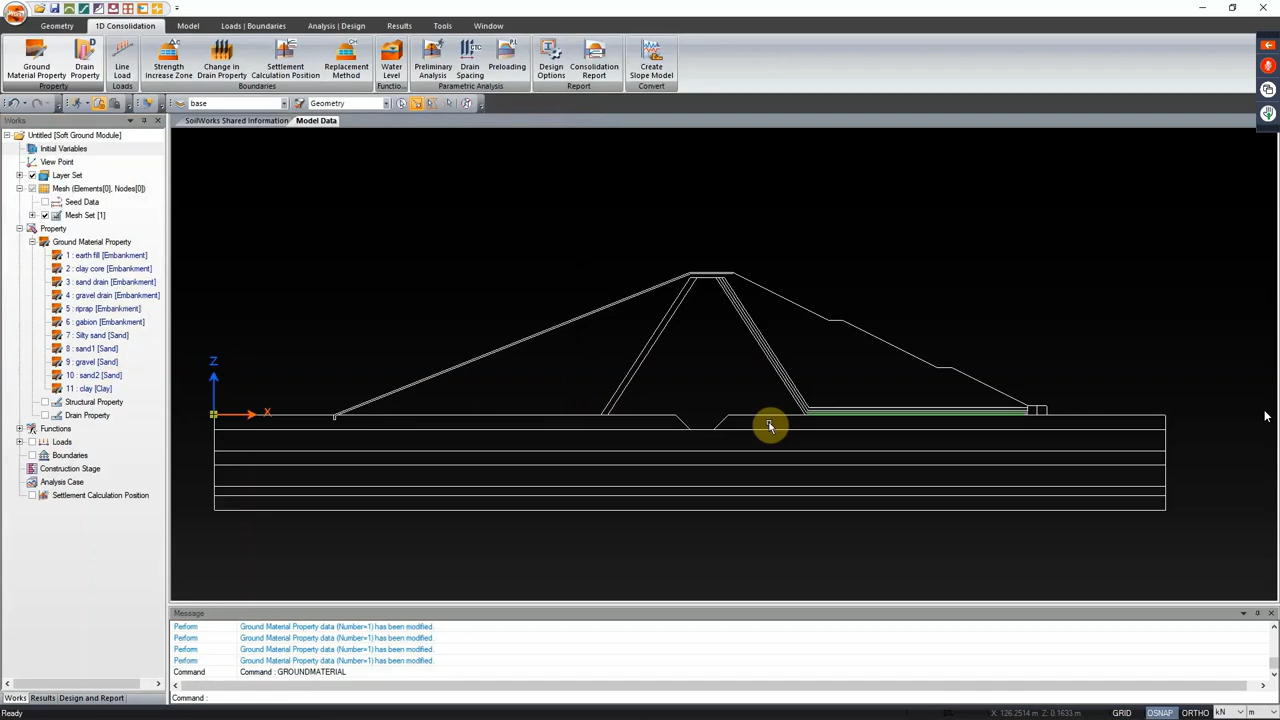 Geometry
1D Consolidation
Model
Loads | Boundaries
Analysis | Design
Results
Tools
Window
Ground
Material Property
Drain
Property
Line
Load
Strength
Increase Zone
Change in
Drain Property
Settlement
Calculation Position
Replacement
Method
Water
Level
Preliminary
Analysis
Drain
Spacing
Preloading
Design
Options
Consolidation
Report
Create
Slope Model
Property
Loads
Boundaries
Functio...
Parametric Analysis
Report
Convert
base
Geometry
Works
SoilWorks Shared Information
Model Data
Untitled [Soft Ground Module]
Initial Variables
View Point
Layer Set
Mesh (Elements[0], Nodes[0])
Seed Data
Mesh Set [1]
Property
Ground Material Property
1 : earth fill [Embankment]
2 : clay core [Embankment]
3 : sand drain [Embankment]
4 : gravel drain [Embankment]
5 : riprap [Embankment]
6 : gabion [Embankment]
7 : Silty sand [Sand]
8 : sand1 [Sand]
9 : gravel [Sand]
10 : sand2 [Sand]
11 : clay [Clay]
Structural Property
Drain Property
Functions
Loads
Boundaries
Construction Stage
Analysis Case
Settlement Calculation Position
Z
X
Message
Perform Ground Material Property data (Number=1) has been modified.
Perform Ground Material Property data (Number=1) has been modified.
Perform Ground Material Property data (Number=1) has been modified.
Perform Ground Material Property data (Number=1) has been modified.
Command Command : GROUNDMATERIAL
Command :
Works
Results
Design and Report
Ready
X: 126.2514 m Z: 0.1633 m
GRID
OSNAP
ORTHO
kN
m